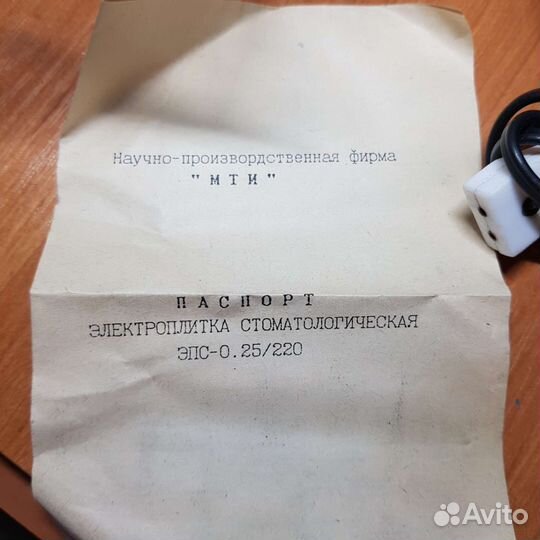 Научно-произвордственная фирма
"МТИ"
ПАСПОРТ
ЭЛЕКТРОПЛИТКА СТОМАТОЛОГИЧЕСКАЯ
ЭПС-0.25/220
Avito